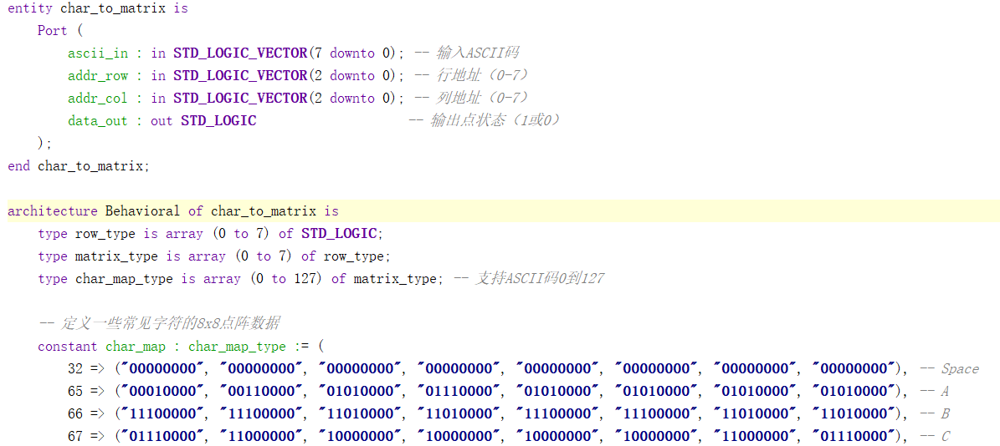 entity char_to_matrix is
Port (
ascii_in : in STD_LOGIC_VECTOR(7 downto 0); -- 输入ASCII码
addr_row : in STD_LOGIC_VECTOR(2 downto 0); -- 行地址（0-7）
addr_col : in STD_LOGIC_VECTOR(2 downto 0); -- 列地址（0-7）
data_out : out STD_LOGIC -- 输出点状态（1或0）
);
end char_to_matrix;
architecture Behavioral of char_to_matrix is
type row_type is array (0 to 7) of STD_LOGIC;
type matrix_type is array (0 to 7) of row_type;
type char_map_type is array (0 to 127) of matrix_type; -- 支持ASCII码0到127
-- 定义一些常见字符的8x8点阵数据
constant char_map : char_map_type := (
32 => ("00000000", "00000000", "00000000", "00000000", "00000000", "00000000", "00000000", "00000000"), -- Space
65 => ("00010000", "00110000", "01010000", "01110000", "01010000", "01010000", "01010000", "01010000"), -- A
66 => ("11100000", "11100000", "11010000", "11010000", "11100000", "11100000", "11010000", "11010000"), -- B
67 => ("01110000", "11000000", "10000000", "10000000", "10000000", "10000000", "11000000", "01110000"), -- C